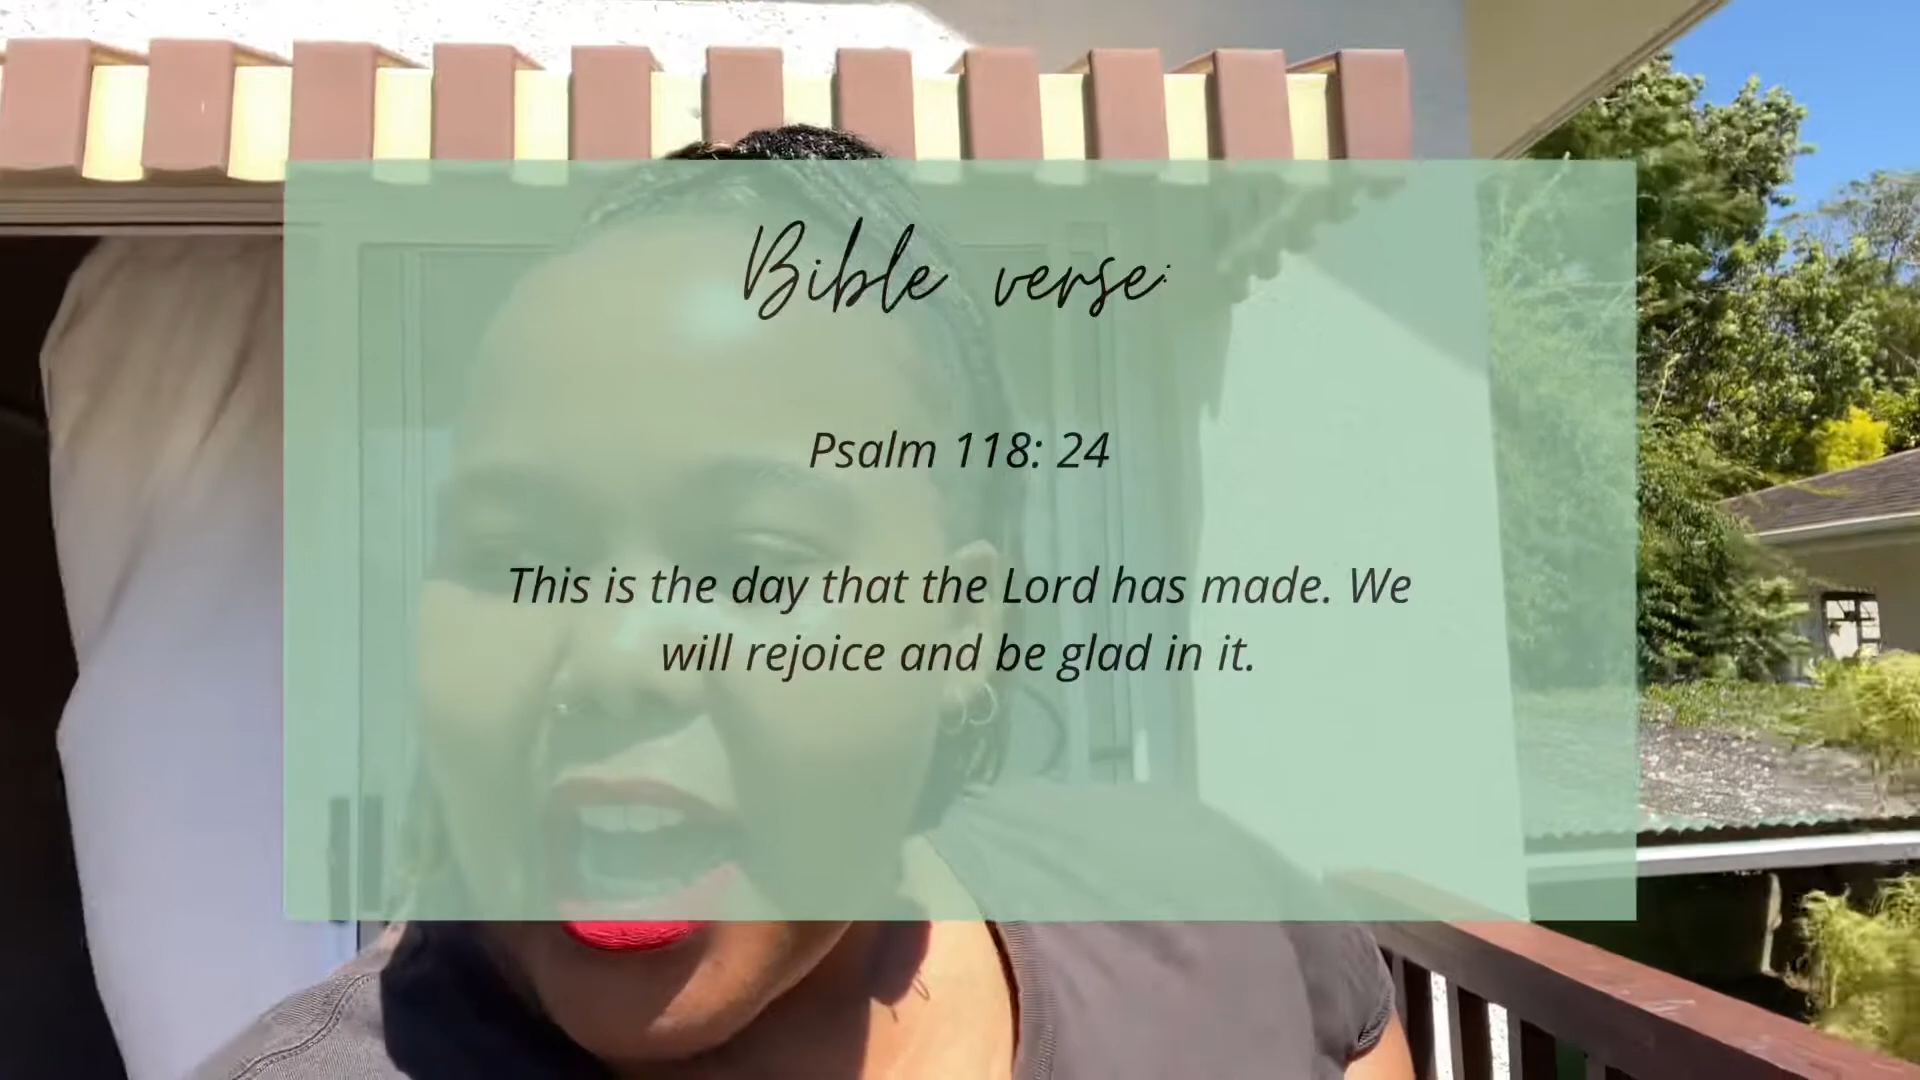 Bible verse:
Psalm 118: 24
This is the day that the Lord has made. We
will rejoice and be glad in it.